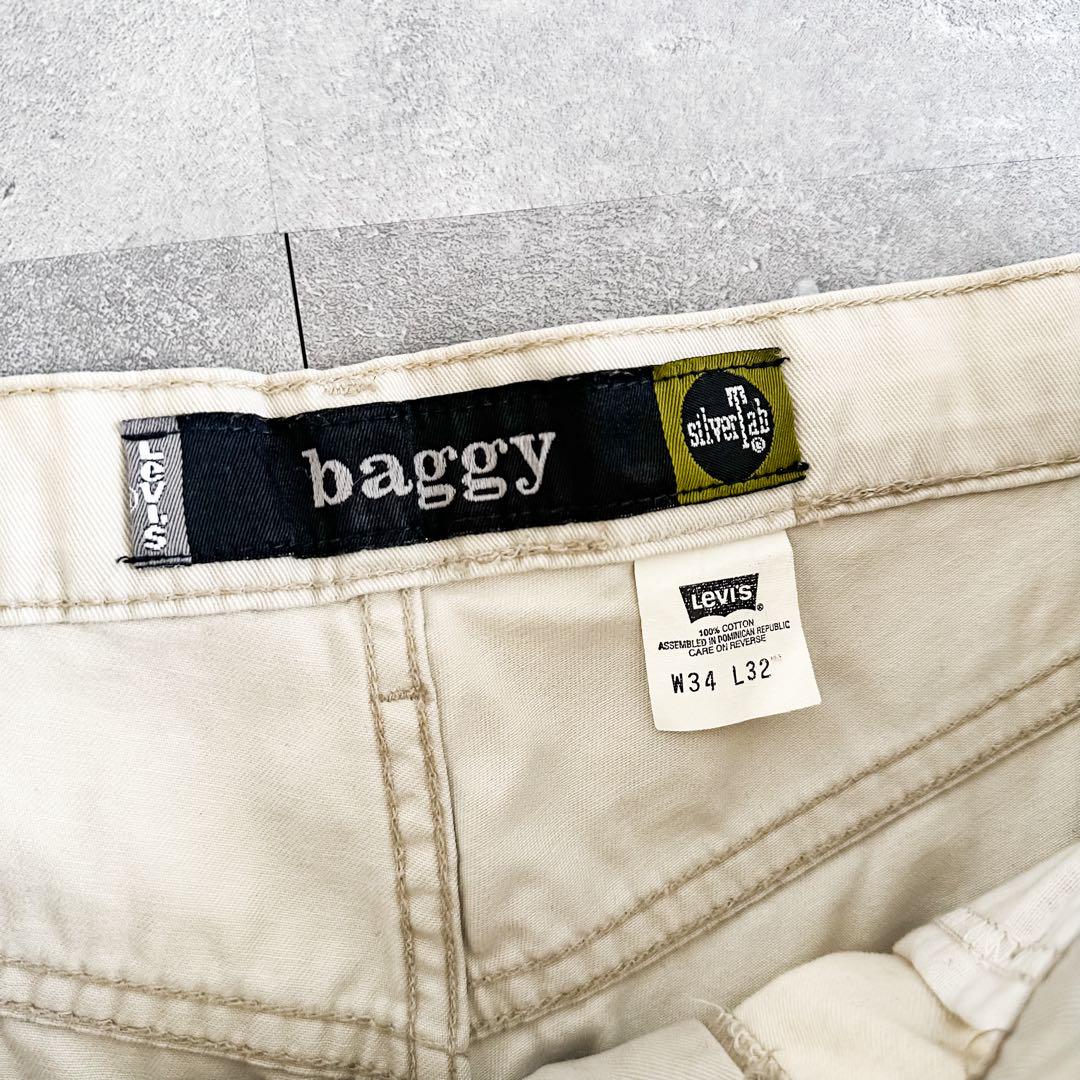 LEVI'S
baggy
silverTab®
Levi's®
100% COTTON
ASSEMBLED IN DOMINICAN REPUBLIC
CARE ON REVERSE
W34 L32